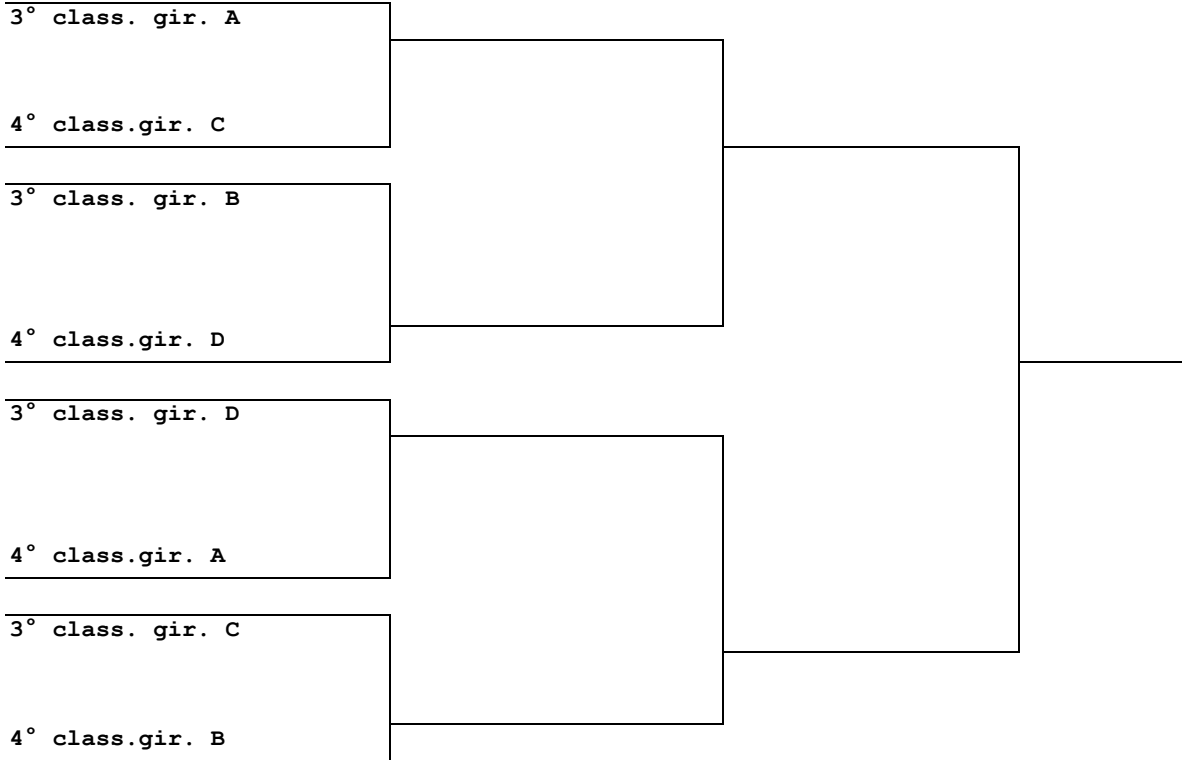 3° class. gir. A
4° class.gir. C
3° class. gir. B
4° class.gir. D
3° class. gir. D
4° class.gir. A
3° class. gir. C
4° class.gir. B